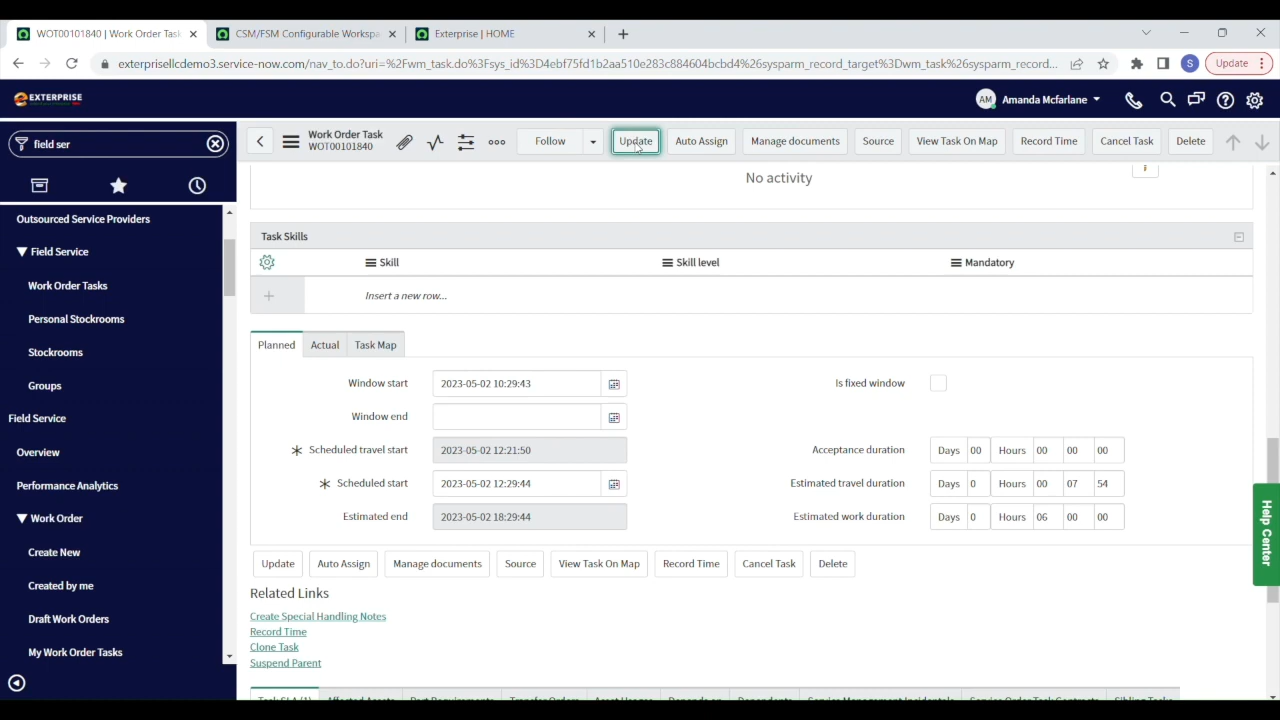 WOT00101840 | Work Order Task
CSM/FSM Configurable Workspa
Enterprise | HOME
exterprisellcdemo3.service-now.com/nav_to.do?uri=%2Fwm_task.do%3Fsys_id%3D4ebf75fd1b2aa510e283c884604bcbd4%26sysparm_record_target%3Dwm_task%26sysparm_record...
S
Update
EXTERPRISE
AM Amanda Mcfarlane
field ser
Work Order Task
WOT00101840
Follow
Update
Auto Assign
Manage documents
Source
View Task On Map
Record Time
Cancel Task
Delete
Outsourced Service Providers
Field Service
Work Order Tasks
Personal Stockrooms
Stockrooms
Groups
Field Service
Overview
Performance Analytics
Work Order
Create New
Created by me
Draft Work Orders
My Work Order Tasks
No activity
Task Skills
Skill
Skill level
Mandatory
Insert a new row...
Planned
Actual
Task Map
Window start 2023-05-02 10:29:43
Is fixed window
Window end
Scheduled travel start 2023-05-02 12:21:50
Acceptance duration Days 00 Hours 00 00 00
Scheduled start 2023-05-02 12:29:44
Estimated travel duration Days 0 Hours 00 07 54
Estimated end 2023-05-02 18:29:44
Estimated work duration Days 0 Hours 06 00 00
Update
Auto Assign
Manage documents
Source
View Task On Map
Record Time
Cancel Task
Delete
Related Links
Create Special Handling Notes
Record Time
Clone Task
Suspend Parent
Help Center